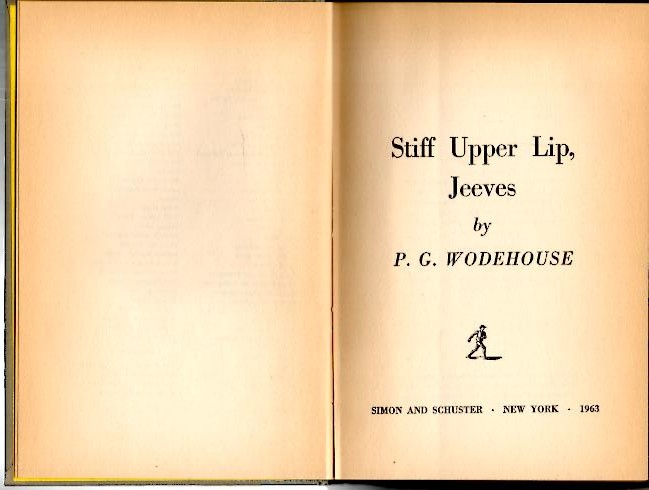 Stiff Upper Lip,
Jeeves
by
P. G. WODEHOUSE
SIMON AND SCHUSTER · NEW YORK · 1963